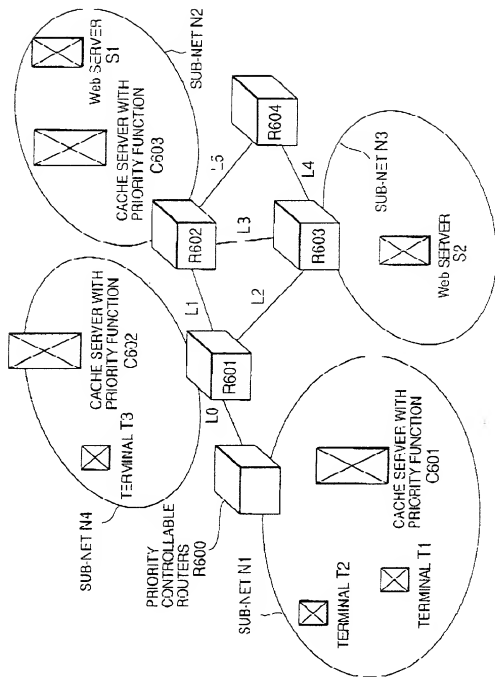 SUB-NET N4
TERMINAL T3
CACHE SERVER WITH
PRIORITY FUNCTION
C602
CACHE SERVER WITH
PRIORITY FUNCTION
C603
Web SERVER
S1
SUB-NET N2
PRIORITY
CONTROLLABLE
ROUTERS
R600
L0
R601
L1
R602
L5
R604
L2
L3
R603
L4
SUB-NET N1
TERMINAL T2
TERMINAL T1
CACHE SERVER WITH
PRIORITY FUNCTION
C601
Web SERVER
S2
SUB-NET N3